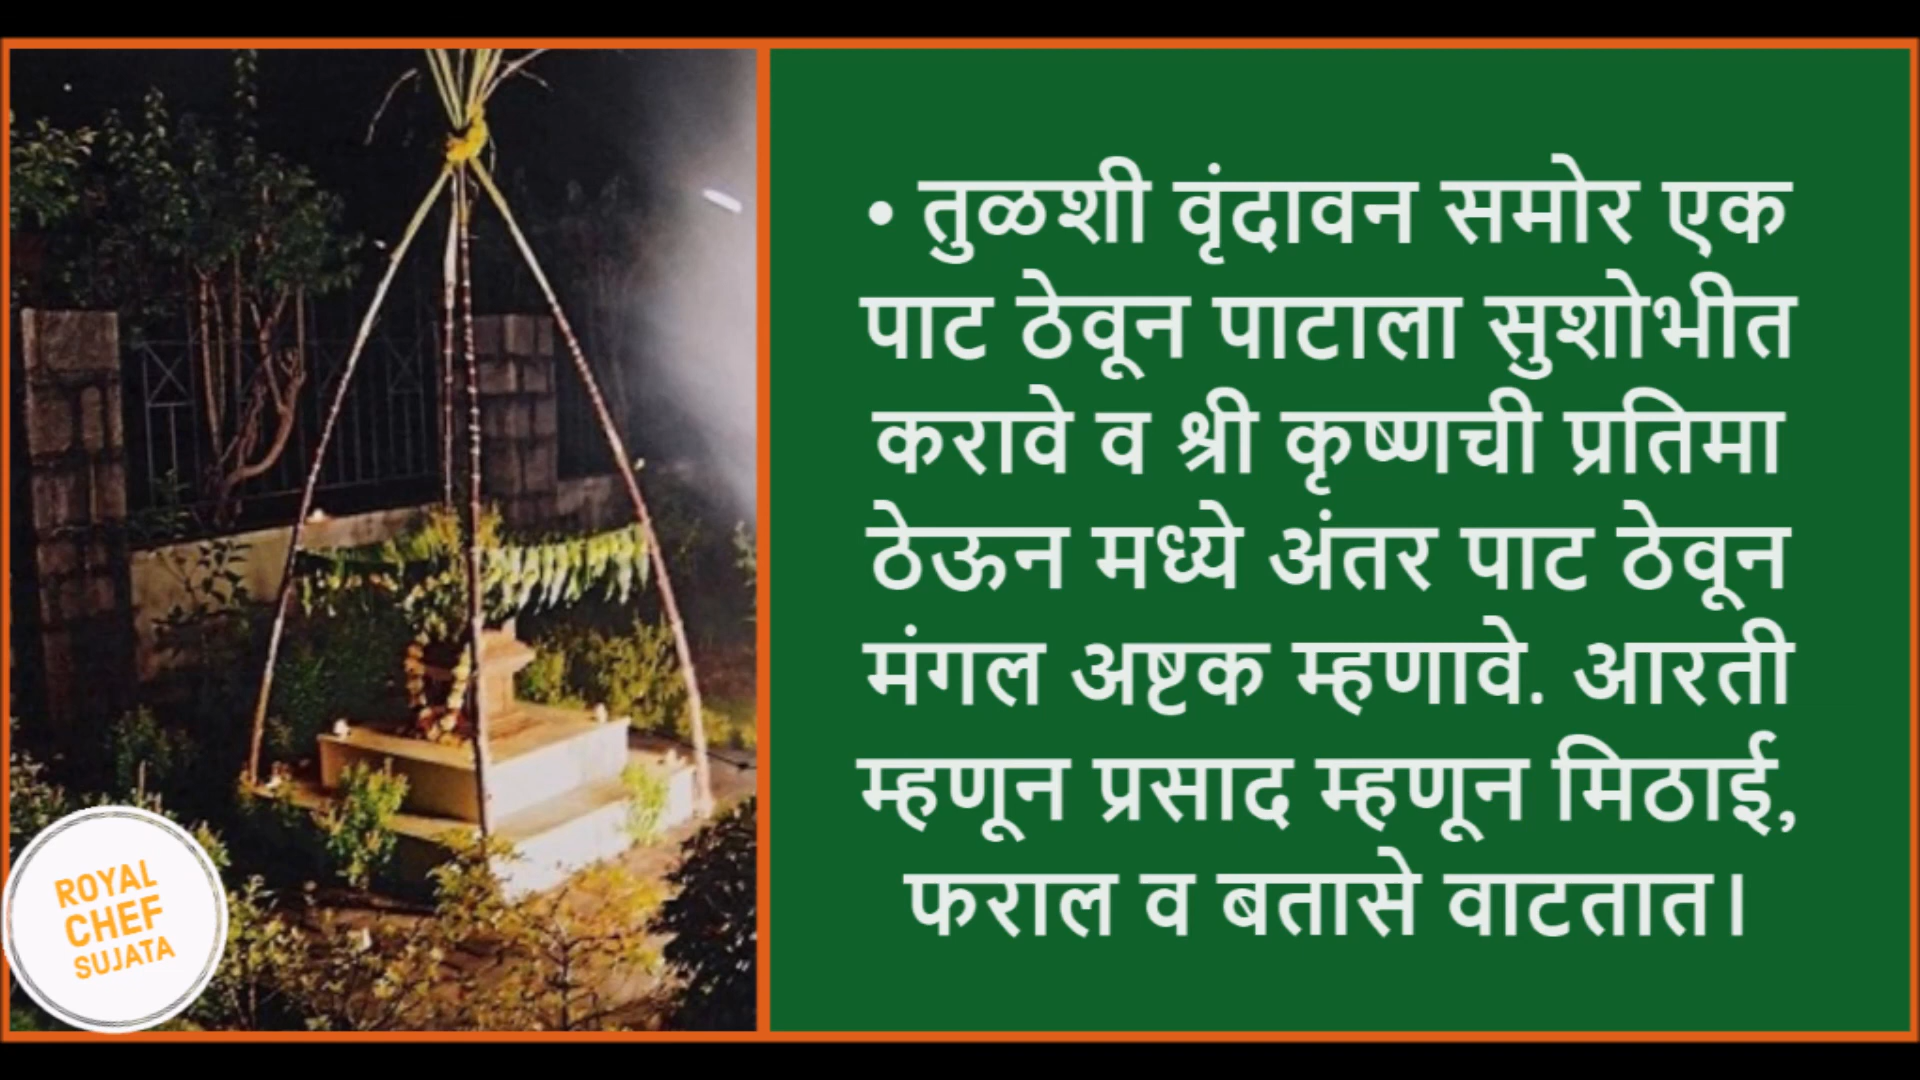 • तुळशी वृंदावन समोर एक
पाट ठेवून पाटाला सुशोभीत
करावे व श्री कृष्णची प्रतिमा
ठेऊन मध्ये अंतर पाट ठेवून
मंगल अष्टक म्हणावे. आरती
म्हणून प्रसाद म्हणून मिठाई,
फराल व बतासे वाटतात।
ROYAL
CHEF
SUJATA